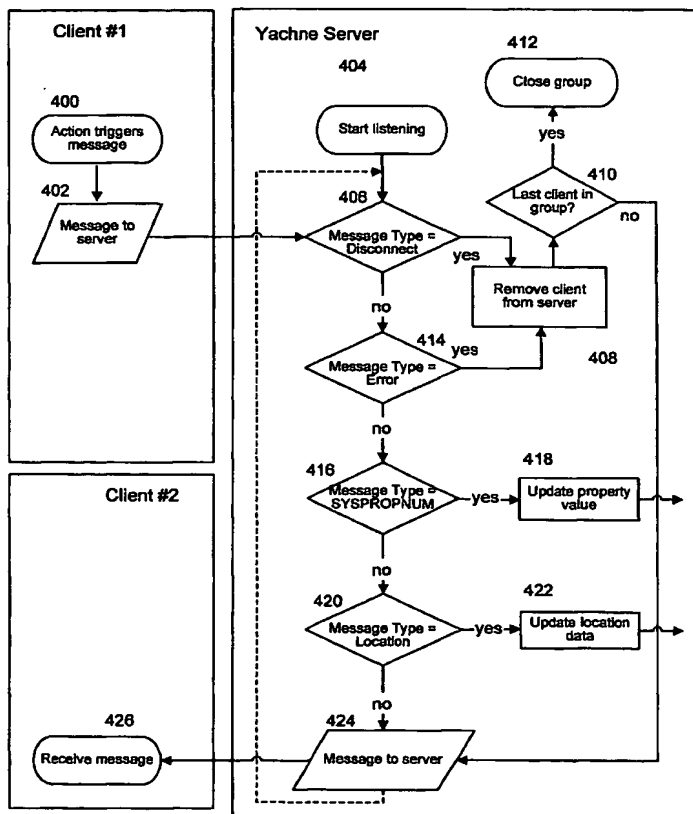 Client #1
400
Action triggers
message
402
Message to
server
Yachne Server
404
Start listening
406
Message Type =
Disconnect
yes
no
412
Close group
yes
410
Last client in
group?
no
Remove client
from server
408
414
Message Type =
Error
yes
no
416
Message Type =
SYSPROPNUM
yes
no
418
Update property
value
420
Message Type =
Location
yes
no
422
Update location
data
424
Message to server
Client #2
426
Receive message